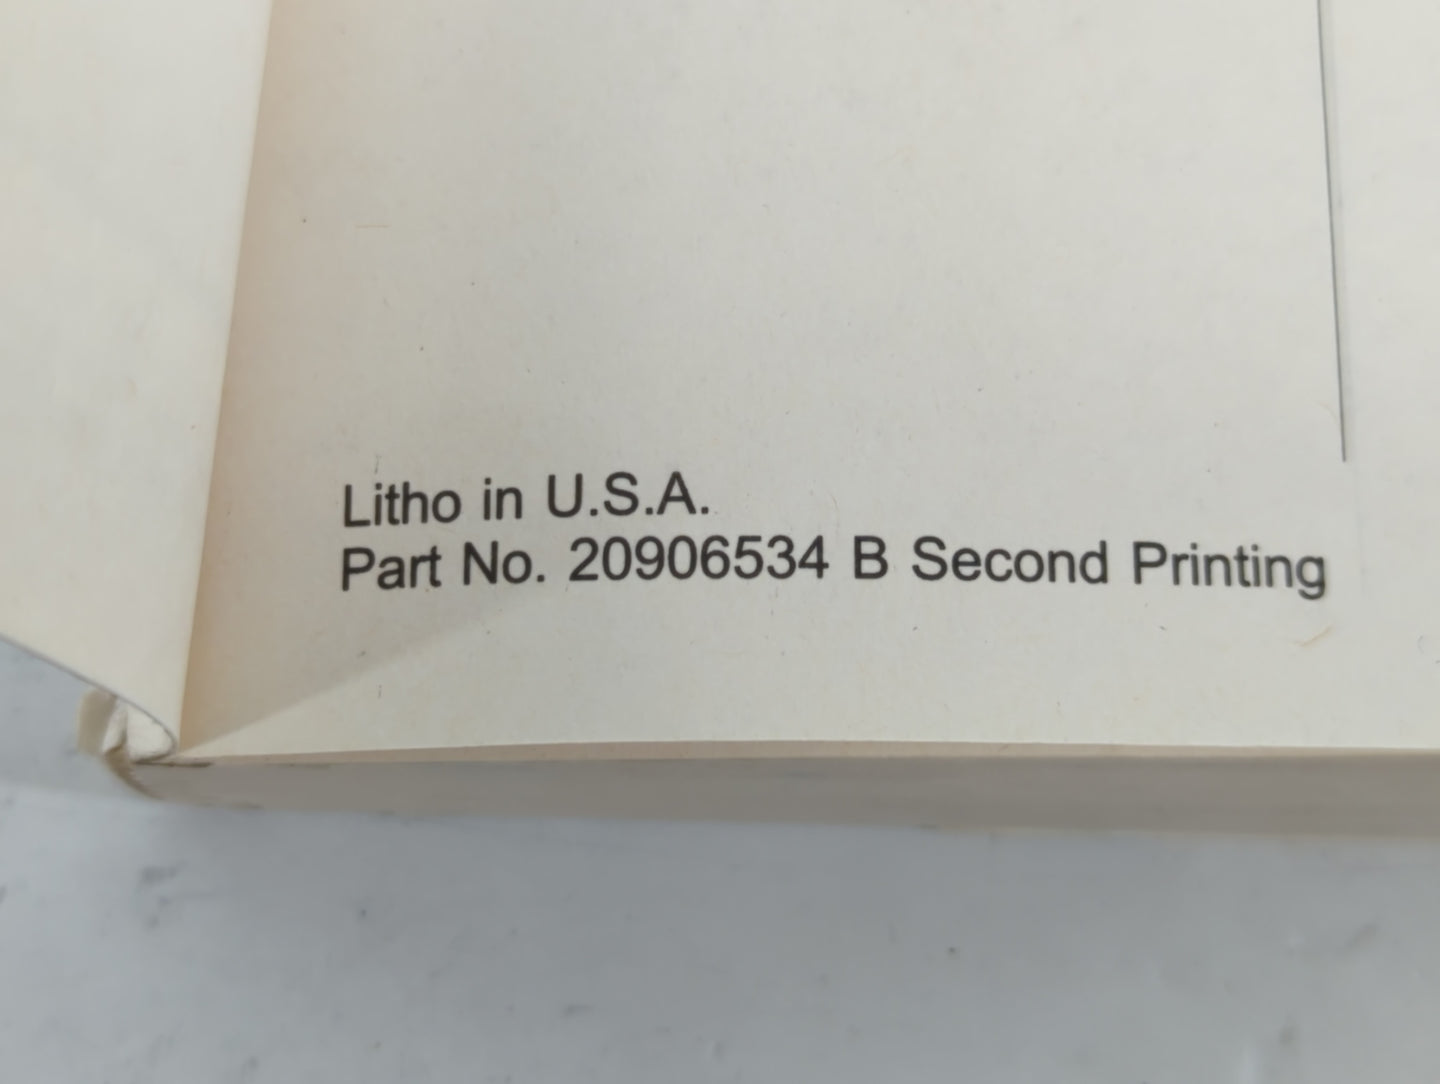 Litho in U.S.A.
Part No. 20906534 B Second Printing